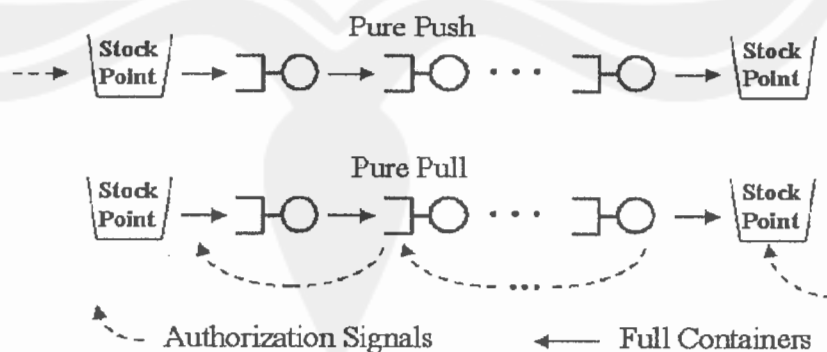 Pure Push
Stock
Point
Stock
Point
Pure Pull
Stock
Point
Stock
Point
Authorization Signals
Full Containers